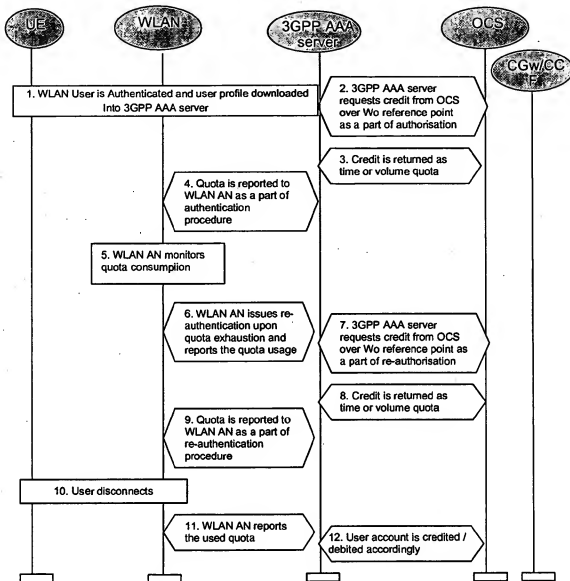 UE
WLAN
3GPP AAA
server
OCS
CGw/CC
F
1. WLAN User is Authenticated and user profile downloaded
Into 3GPP AAA server
2. 3GPP AAA server
requests credit from OCS
over Wo reference point
as a part of authorisation
3. Credit is returned as
time or volume quota
4. Quota is reported to
WLAN AN as a part of
authentication
procedure
5. WLAN AN monitors
quota consumption
6. WLAN AN issues re-
authentication upon
quota exhaustion and
reports the quota usage
7. 3GPP AAA server
requests credit from OCS
over Wo reference point as
a part of re-authorisation
8. Credit is returned as
time or volume quota
9. Quota is reported to
WLAN AN as a part of
re-authentication
procedure
10. User disconnects
11. WLAN AN reports
the used quota
12. User account is credited /
debited accordingly